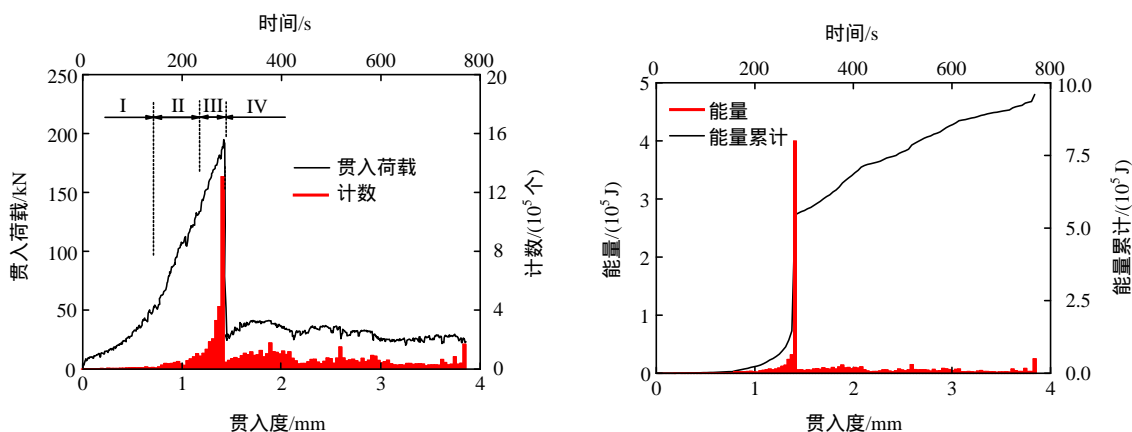 时间/s
0 200 400 600 800
250 200 150 100 50 0
贯入荷载/kN
I II III IV
贯入荷载
计数
20 16 12 8 4 0
计数/(10⁵ 个)
0 1 2 3 4
贯入度/mm
时间/s
0 200 400 600 800
5 4 3 2 1 0
能量/(10⁵ J)
能量
能量累计
10.0 7.5 5.0 2.5 0.0
能量累计/(10⁵ J)
0 1 2 3 4
贯入度/mm